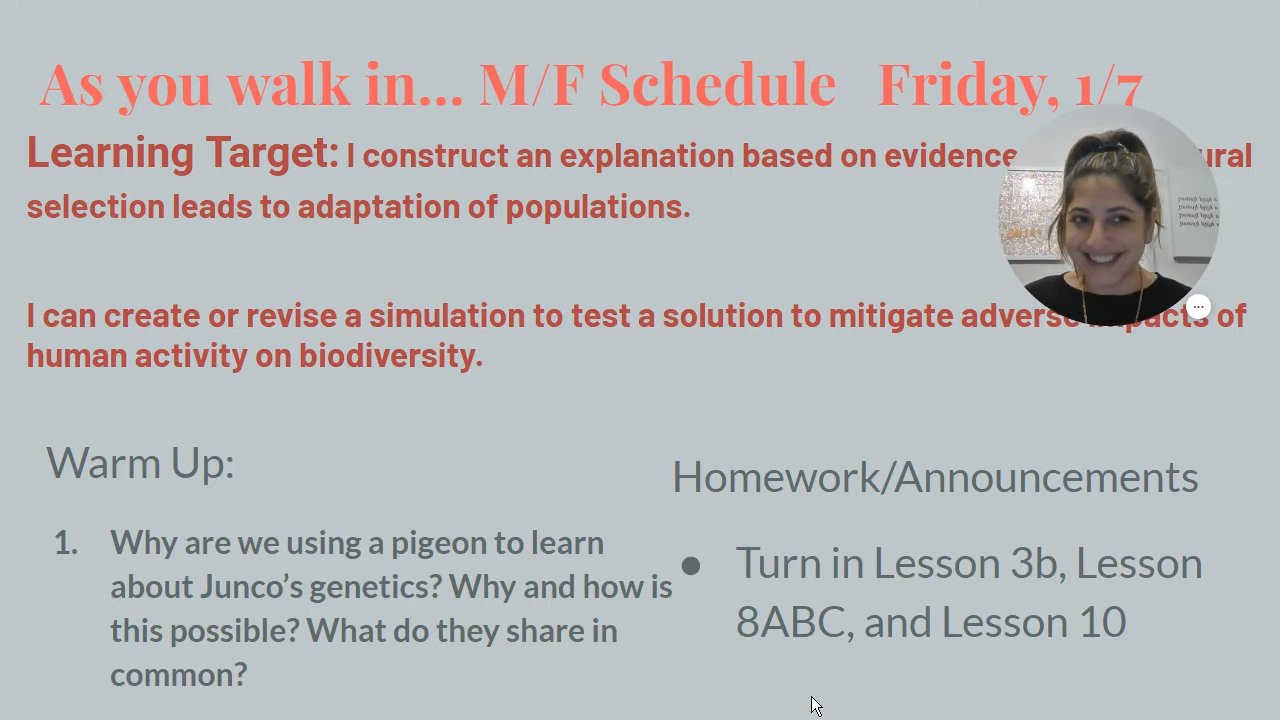 As you walk in... M/F Schedule Friday, 1/7
Learning Target: I construct an explanation based on evidence ural
selection leads to adaptation of populations.
I can create or revise a simulation to test a solution to mitigate adverse impacts of
human activity on biodiversity.
Warm Up:
1. Why are we using a pigeon to learn
about Junco's genetics? Why and how is
this possible? What do they share in
common?
Homework/Announcements
● Turn in Lesson 3b, Lesson
8ABC, and Lesson 10